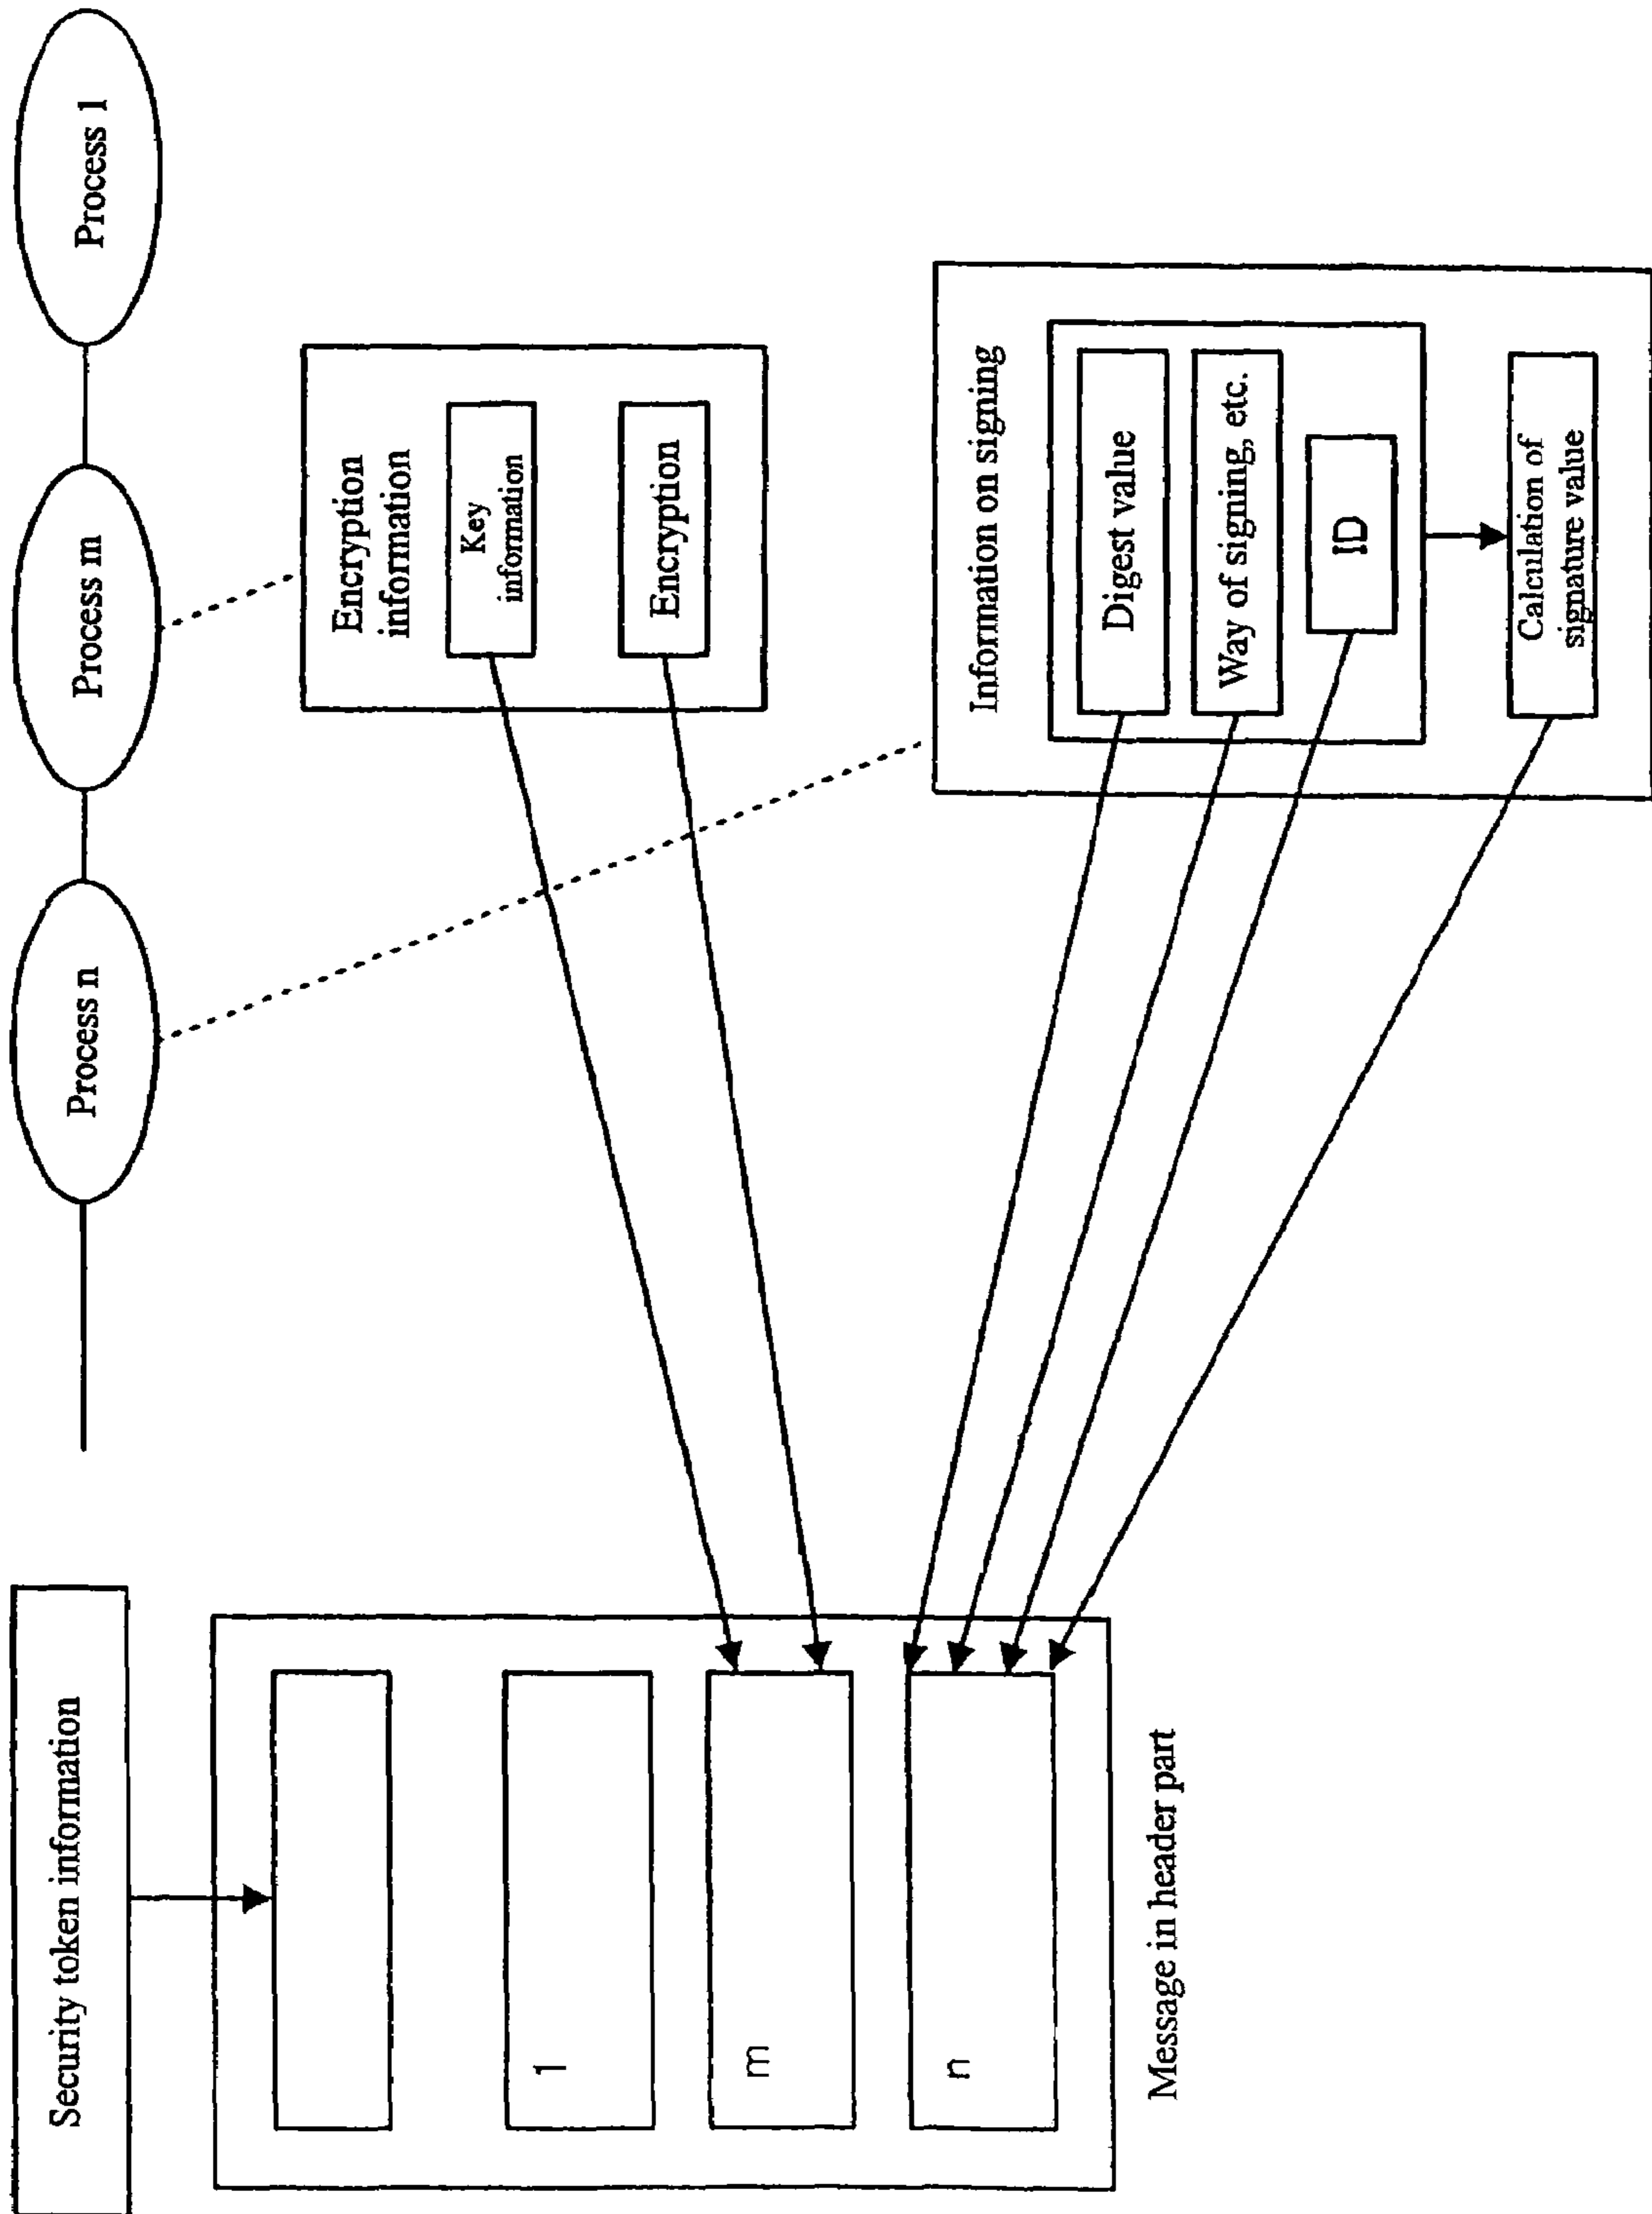 Security token information
Process n
Process m
Process 1
Encryption
information
Key
information
Encryption
1
m
n
Message in header part
Information on signing
Digest value
Way of signing, etc.
ID
Calculation of
signature value